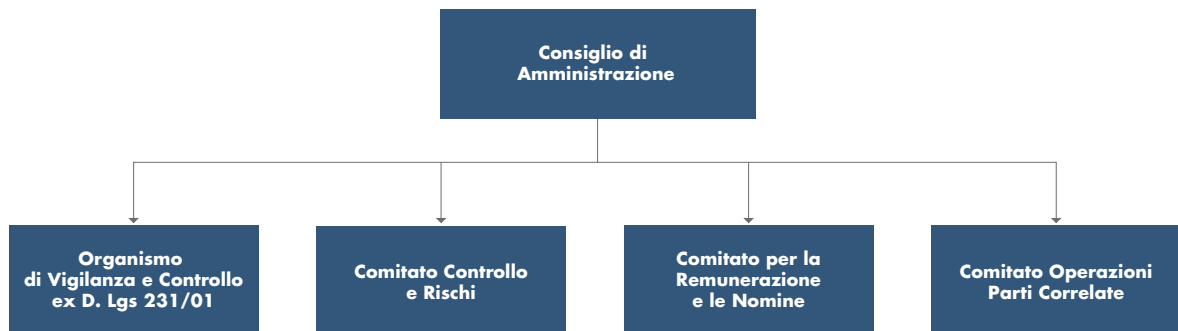 Consiglio di
Amministrazione
Organismo
di Vigilanza e Controllo
ex D. Lgs 231/01
Comitato Controllo
e Rischi
Comitato per la
Remunerazione
e le Nomine
Comitato Operazioni
Parti Correlate